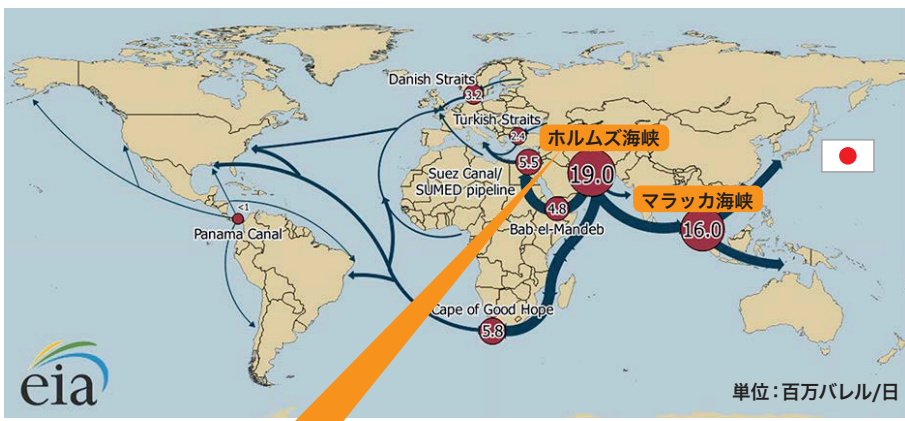 Danish Straits
3.2
Turkish Straits
2.4
ホルムズ海峡
5.5
19.0
Suez Canal/
SUMED pipeline
マラッカ海峡
4.8
<1
Bab el-Mandeb
16.0
Panama Canal
Cape of Good Hope
5.8
eia
単位：百万バレル/日